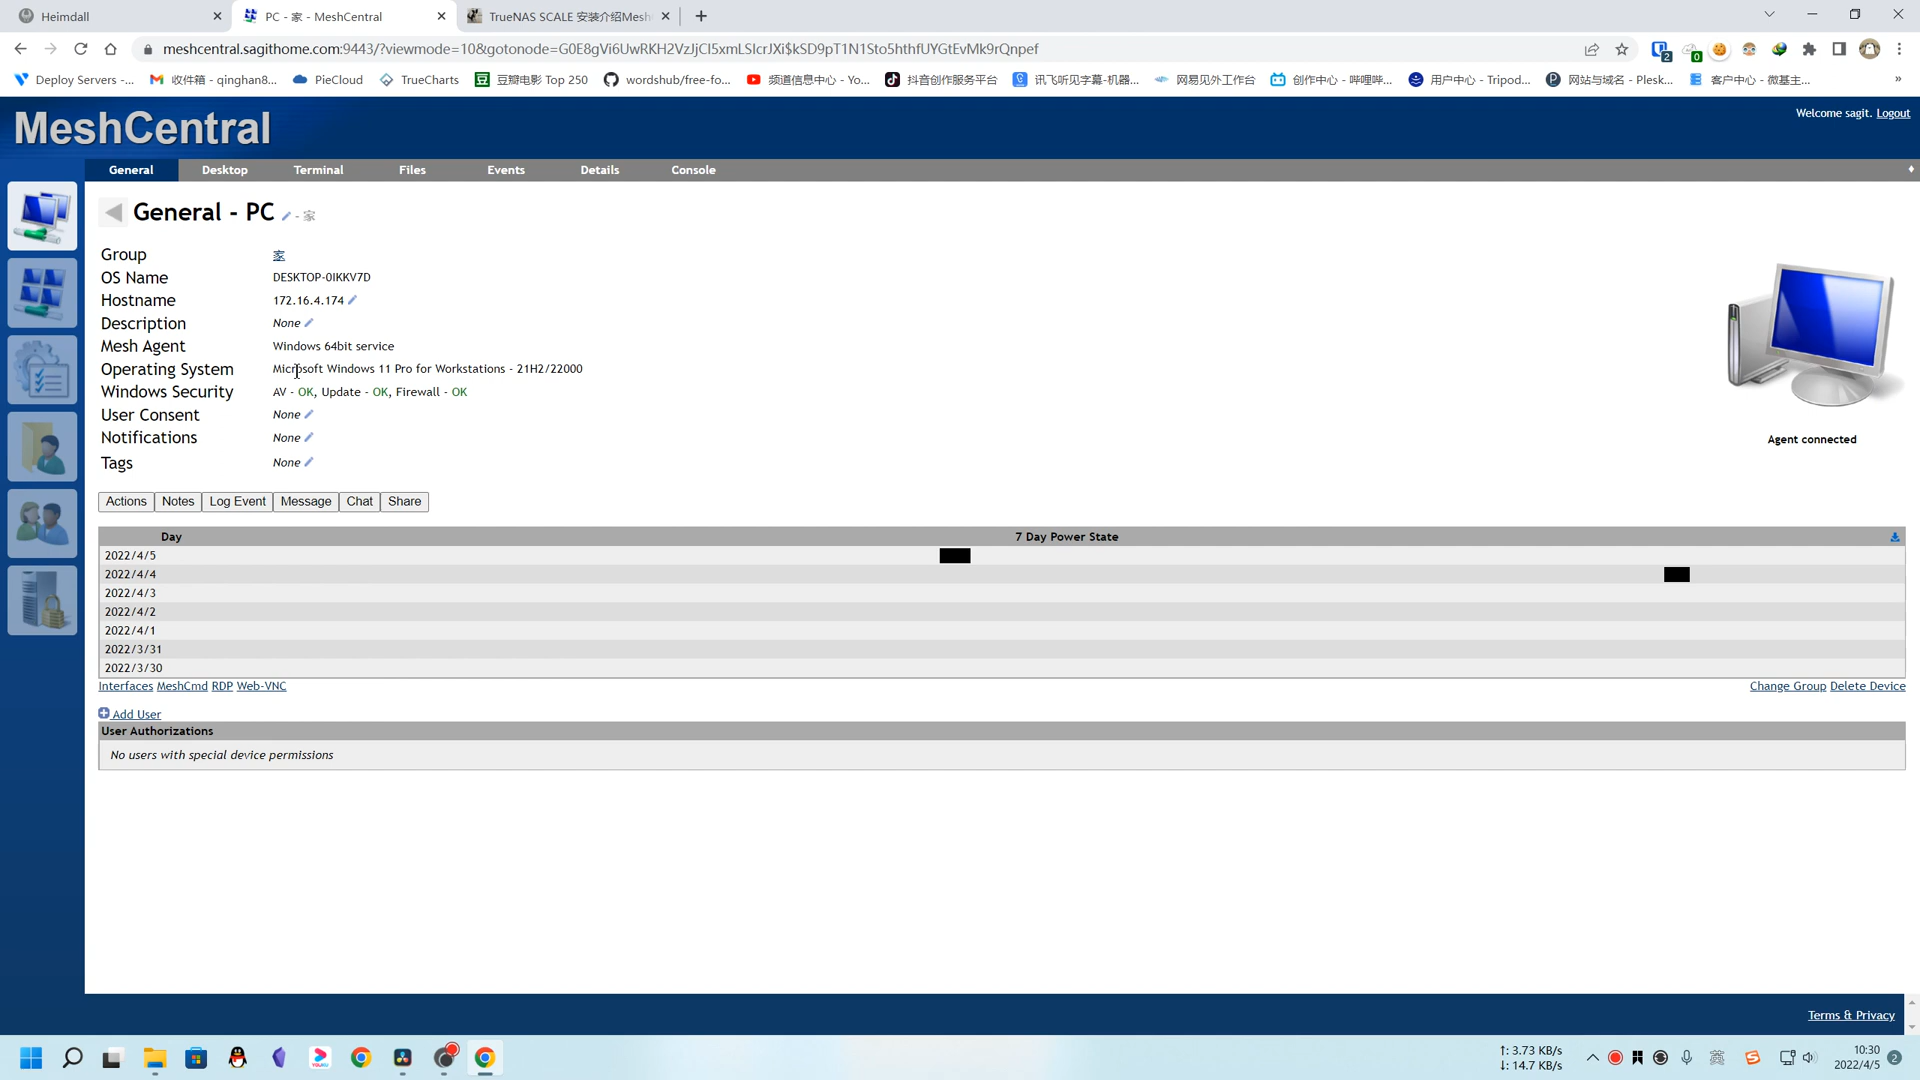 Heimdall
PC - 家 - MeshCentral
TrueNAS SCALE 安装介绍Mesh
meshcentral.sagithome.com:9443/?viewmode=10&gotonode=G0E8gVi6UwRKH2VzJjCI5xmLSIcrJXi$kSD9pT1N1Sto5hthfUYGtEvMk9rQnpef
2
0
Deploy Servers -...
收件箱 - qinghan8...
PieCloud
TrueCharts
豆瓣电影 Top 250
wordshub/free-fo...
频道信息中心 - Yo...
抖音创作服务平台
讯飞听见字幕-机器...
网易见外工作台
创作中心 - 哔哩哔...
用户中心 - Tripod...
网站与域名 - Plesk...
客户中心 - 微基主...
»
MeshCentral
Welcome sagit. Logout
General
Desktop
Terminal
Files
Events
Details
Console
General - PC - 家
Group 家
OS Name DESKTOP-0IKKV7D
Hostname 172.16.4.174
Description None
Mesh Agent Windows 64bit service
Operating System Microsoft Windows 11 Pro for Workstations - 21H2/22000
Windows Security AV - OK, Update - OK, Firewall - OK
User Consent None
Notifications None
Tags None
Agent connected
Actions Notes Log Event Message Chat Share
Day 7 Day Power State
2022/4/5
2022/4/4
2022/4/3
2022/4/2
2022/4/1
2022/3/31
2022/3/30
Interfaces MeshCmd RDP Web-VNC
Change Group Delete Device
Add User
User Authorizations
No users with special device permissions
Terms & Privacy
YOUKU
↑: 3.73 KB/s
↓: 14.7 KB/s
英
10:30
2022/4/5
2